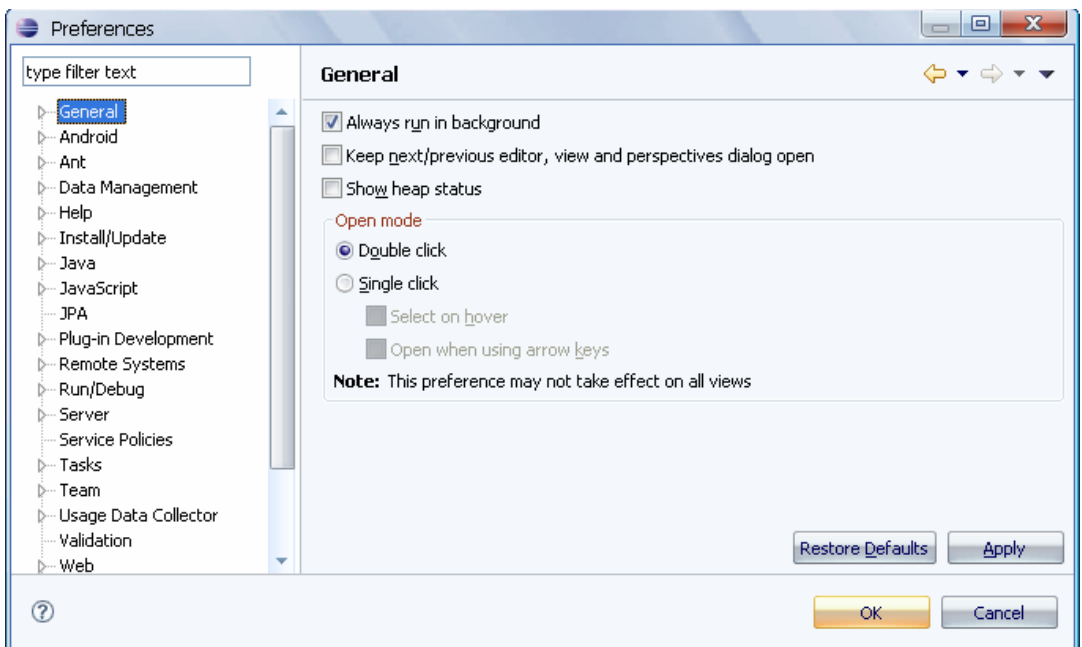 Preferences
type filter text
General
Android
Ant
Data Management
Help
Install/Update
Java
JavaScript
JPA
Plug-in Development
Remote Systems
Run/Debug
Server
Service Policies
Tasks
Team
Usage Data Collector
Validation
Web
General
Always run in background
Keep next/previous editor, view and perspectives dialog open
Show heap status
Open mode
Double click
Single click
Select on hover
Open when using arrow keys
Note: This preference may not take effect on all views
Restore Defaults Apply
? OK Cancel